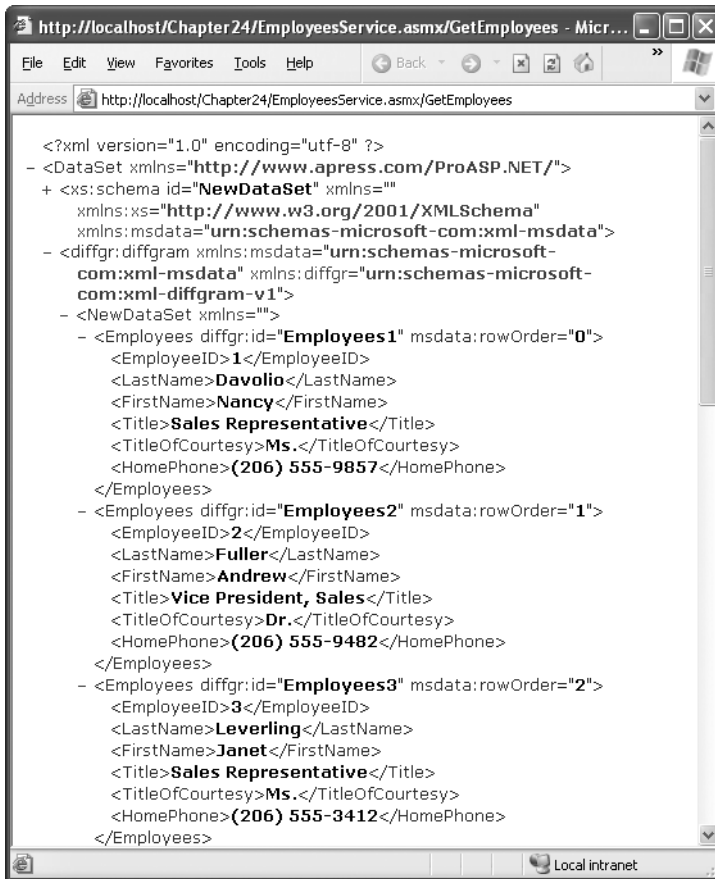 http://localhost/Chapter24/EmployeesService.asmx/GetEmployees - Micr...
File Edit View Favorites Tools Help Back »
Address http://localhost/Chapter24/EmployeesService.asmx/GetEmployees
<?xml version="1.0" encoding="utf-8" ?>
- <DataSet xmlns="http://www.apress.com/ProASP.NET/">
+ <xs:schema id="NewDataSet" xmlns=""
xmlns:xs="http://www.w3.org/2001/XMLSchema"
xmlns:msdata="urn:schemas-microsoft-com:xml-msdata">
- <diffgr:diffgram xmlns:msdata="urn:schemas-microsoft-
com:xml-msdata" xmlns:diffgr="urn:schemas-microsoft-
com:xml-diffgram-v1">
- <NewDataSet xmlns="">
- <Employees diffgr:id="Employees1" msdata:rowOrder="0">
<EmployeeID>1</EmployeeID>
<LastName>Davolio</LastName>
<FirstName>Nancy</FirstName>
<Title>Sales Representative</Title>
<TitleOfCourtesy>Ms.</TitleOfCourtesy>
<HomePhone>(206) 555-9857</HomePhone>
</Employees>
- <Employees diffgr:id="Employees2" msdata:rowOrder="1">
<EmployeeID>2</EmployeeID>
<LastName>Fuller</LastName>
<FirstName>Andrew</FirstName>
<Title>Vice President, Sales</Title>
<TitleOfCourtesy>Dr.</TitleOfCourtesy>
<HomePhone>(206) 555-9482</HomePhone>
</Employees>
- <Employees diffgr:id="Employees3" msdata:rowOrder="2">
<EmployeeID>3</EmployeeID>
<LastName>Leverling</LastName>
<FirstName>Janet</FirstName>
<Title>Sales Representative</Title>
<TitleOfCourtesy>Ms.</TitleOfCourtesy>
<HomePhone>(206) 555-3412</HomePhone>
</Employees>
Local intranet